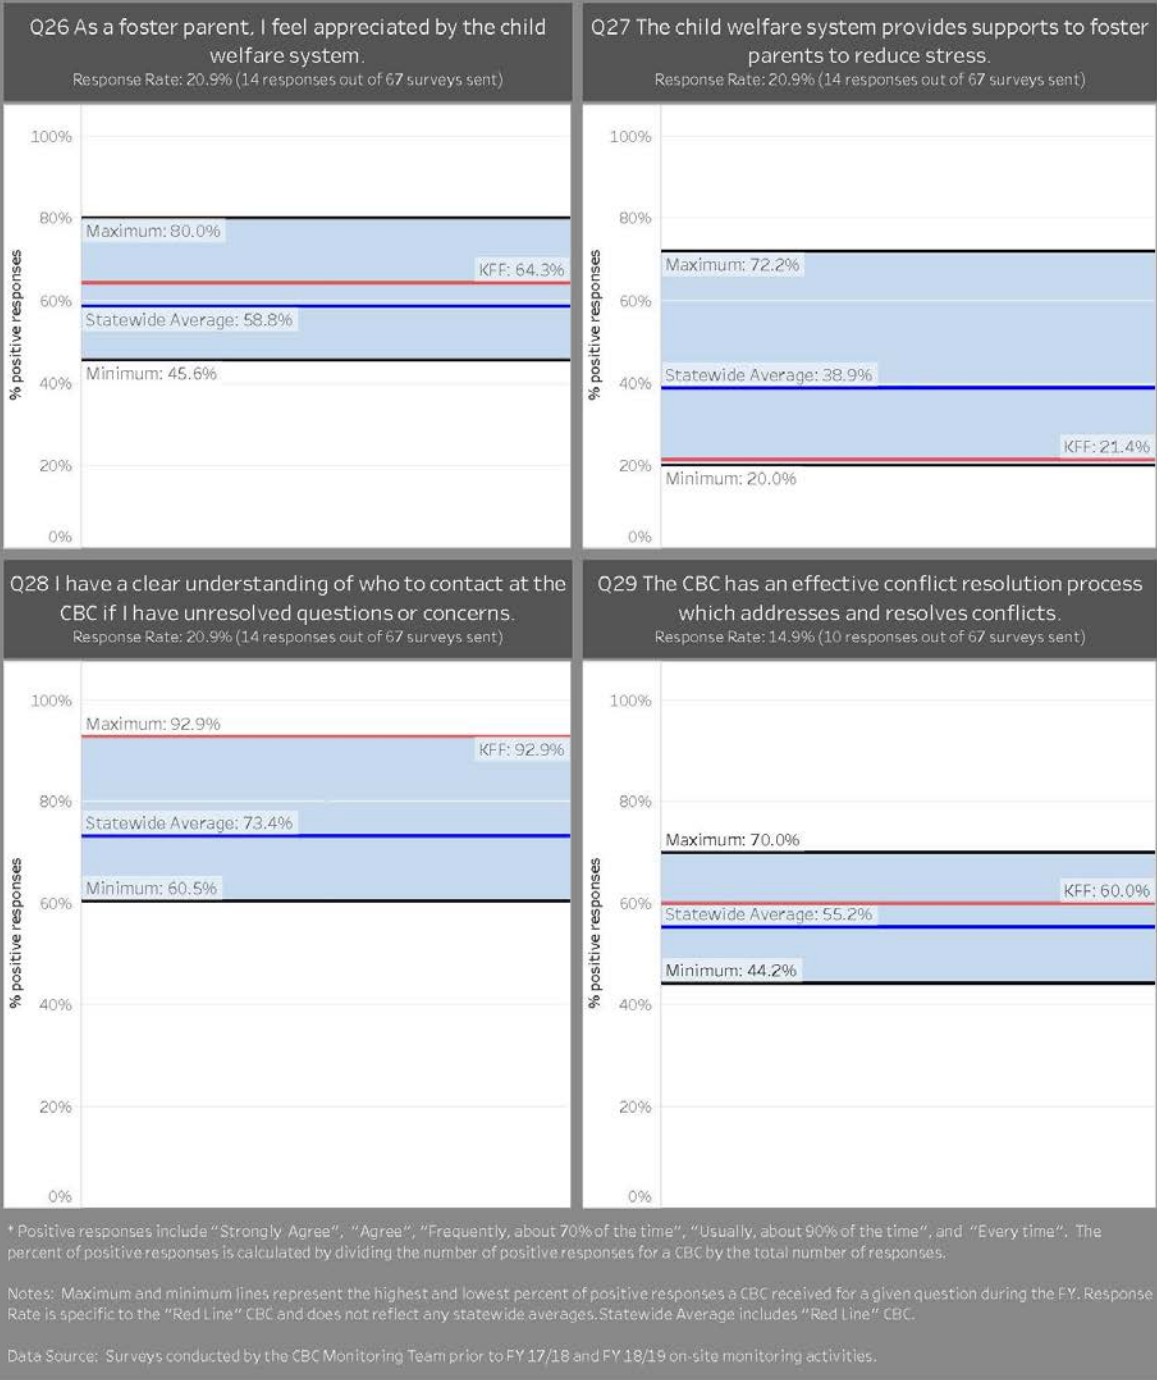 Q26 As a foster parent, I feel appreciated by the child
welfare system.
Response Rate: 20.9% (14 responses out of 67 surveys sent)
100%
80%
Maximum: 80.0%
KFF: 64.3%
60%
Statewide Average: 58.8%
Minimum: 45.6%
40%
20%
0%
% positive responses
Q27 The child welfare system provides supports to foster
parents to reduce stress.
Response Rate: 20.9% (14 responses out of 67 surveys sent)
100%
80%
Maximum: 72.2%
60%
Statewide Average: 38.9%
40%
KFF: 21.4%
20%
Minimum: 20.0%
0%
% positive responses
Q28 I have a clear understanding of who to contact at the
CBC if I have unresolved questions or concerns.
Response Rate: 20.9% (14 responses out of 67 surveys sent)
100%
Maximum: 92.9%
KFF: 92.9%
80%
Statewide Average: 73.4%
Minimum: 60.5%
60%
40%
20%
0%
% positive responses
Q29 The CBC has an effective conflict resolution process
which addresses and resolves conflicts.
Response Rate: 14.9% (10 responses out of 67 surveys sent)
100%
80%
Maximum: 70.0%
KFF: 60.0%
60%
Statewide Average: 55.2%
Minimum: 44.2%
40%
20%
0%
% positive responses
* Positive responses include "Strongly Agree", "Agree", "Frequently, about 70% of the time", "Usually, about 90% of the time", and "Every time". The
percent of positive responses is calculated by dividing the number of positive responses for a CBC by the total number of responses.
Notes: Maximum and minimum lines represent the highest and lowest percent of positive responses a CBC received for a given question during the FY. Response
Rate is specific to the "Red Line" CBC and does not reflect any statewide averages. Statewide Average includes "Red Line" CBC.
Data Source: Surveys conducted by the CBC Monitoring Team prior to FY 17/18 and FY 18/19 on-site monitoring activities.